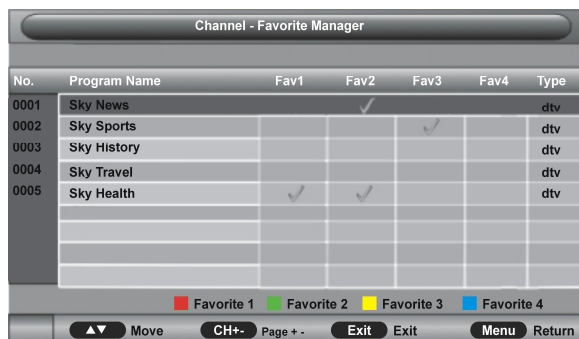 Channel - Favorite Manager
No. Program Name Fav1 Fav2 Fav3 Fav4 Type
0001 Sky News dtv
0002 Sky Sports dtv
0003 Sky History dtv
0004 Sky Travel dtv
0005 Sky Health dtv
Favorite 1 Favorite 2 Favorite 3 Favorite 4
▲▼ Move CH+- Page + - Exit Exit Menu Return